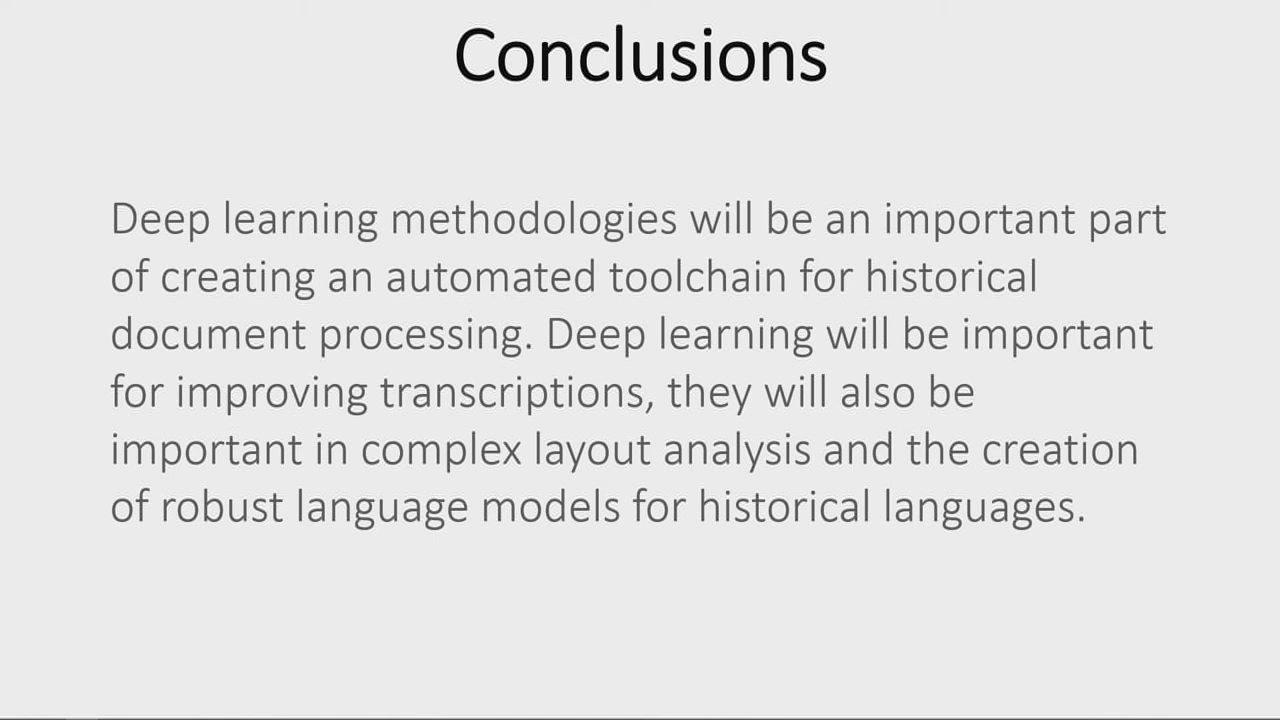 Conclusions
Deep learning methodologies will be an important part
of creating an automated toolchain for historical
document processing. Deep learning will be important
for improving transcriptions, they will also be
important in complex layout analysis and the creation
of robust language models for historical languages.